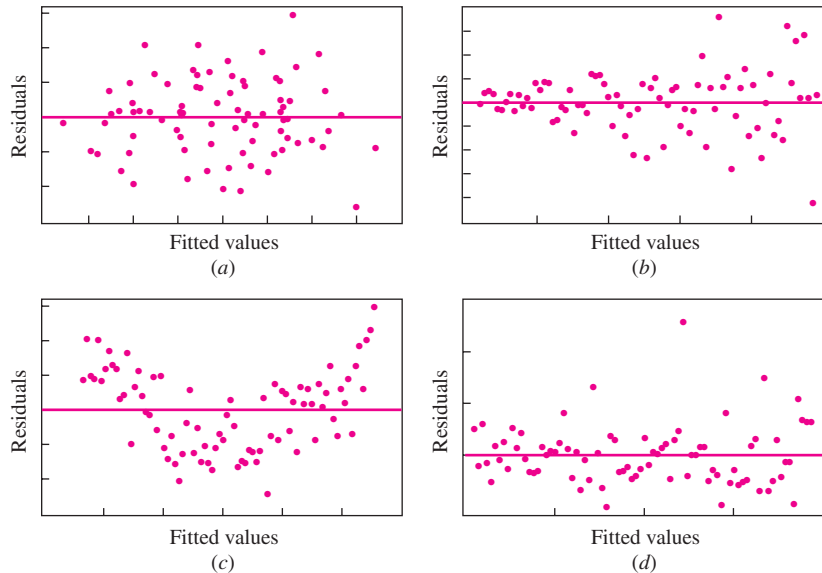 Residuals
Fitted values
(a)
Residuals
Fitted values
(b)
Residuals
Fitted values
(c)
Residuals
Fitted values
(d)